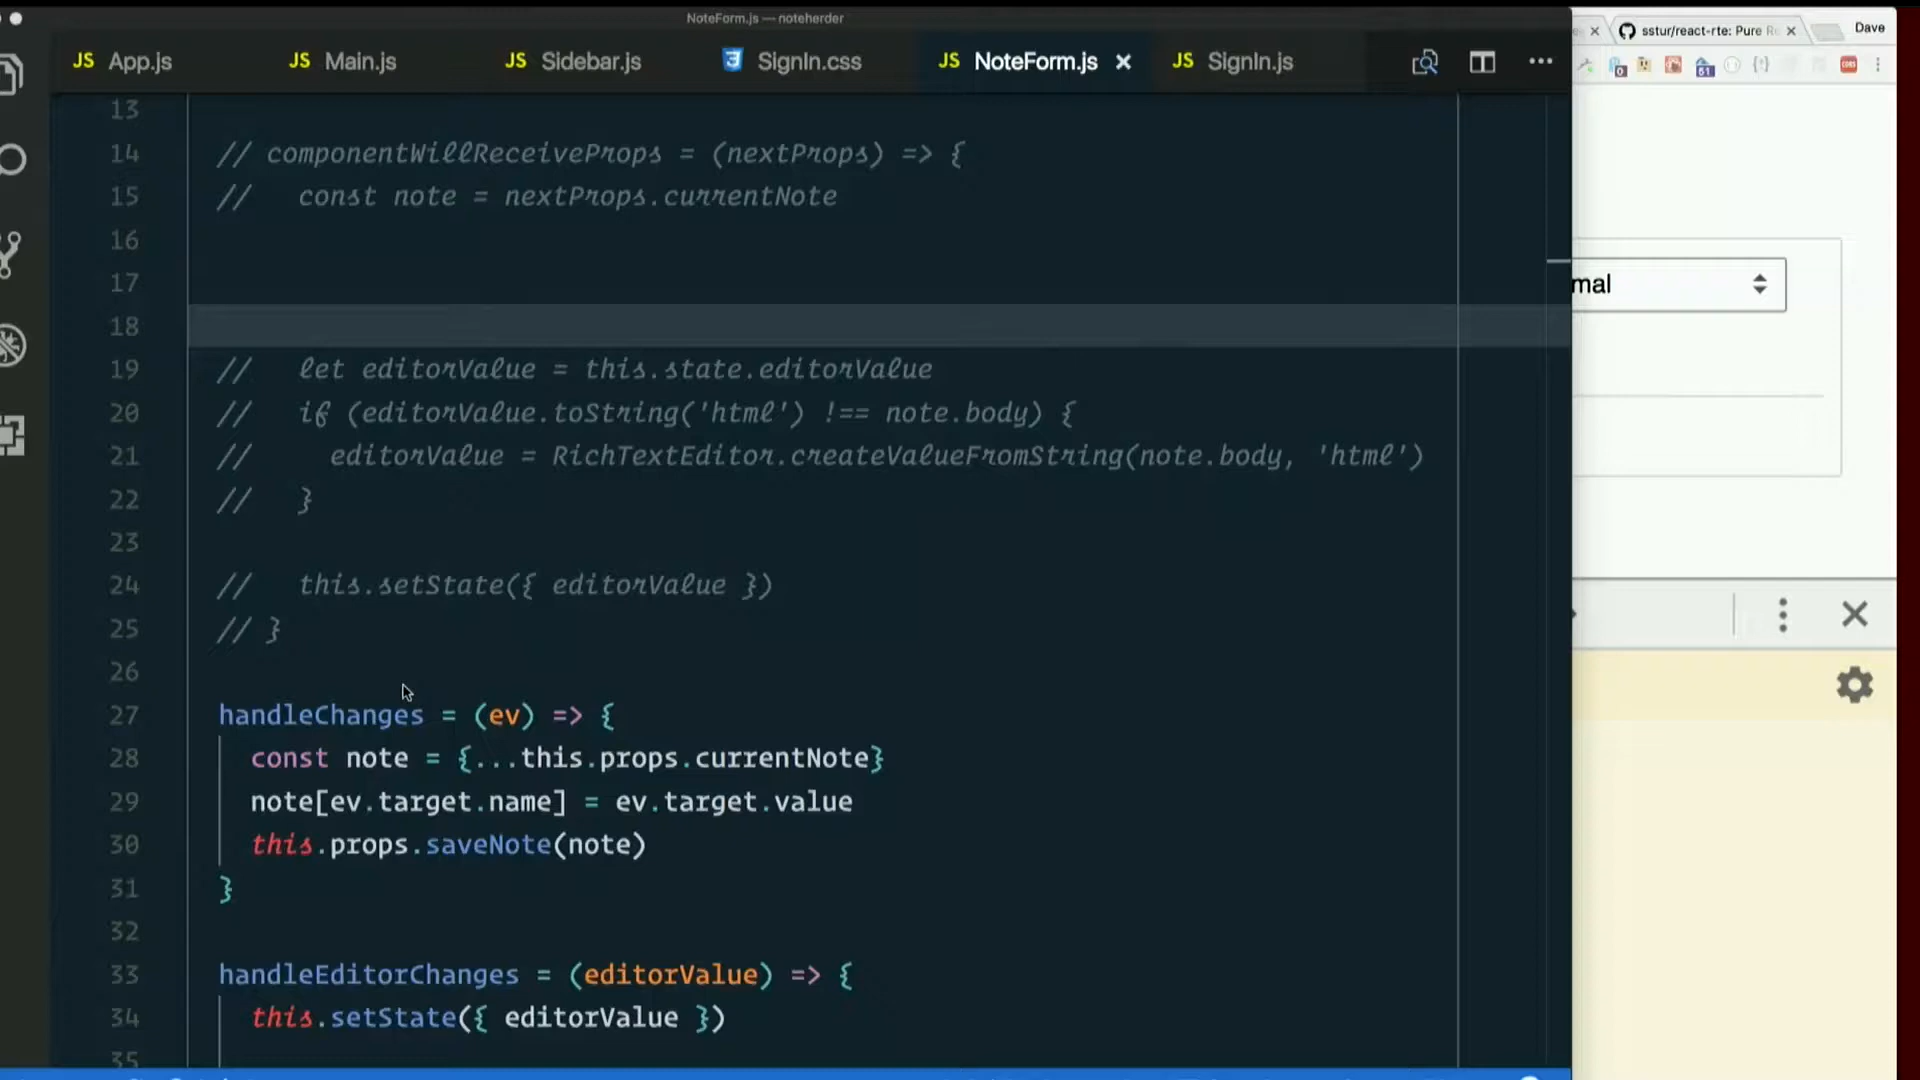 NoteForm.js — noteherder
JS App.js
JS Main.js
JS Sidebar.js
SignIn.css
JS NoteForm.js
JS SignIn.js
sstur/react-rte: Pure Re
Dave
0
61
13
14 // componentWillReceiveProps = (nextProps) => {
15 //   const note = nextProps.currentNote
16
17
18
19 //   let editorValue = this.state.editorValue
20 //   if (editorValue.toString('html') !== note.body) {
21 //     editorValue = RichTextEditor.createValueFromString(note.body, 'html')
22 //   }
23
24 //   this.setState({ editorValue })
25 // }
26
27 handleChanges = (ev) => {
28   const note = {...this.props.currentNote}
29   note[ev.target.name] = ev.target.value
30   this.props.saveNote(note)
31 }
32
33 handleEditorChanges = (editorValue) => {
34   this.setState({ editorValue })
35
mal